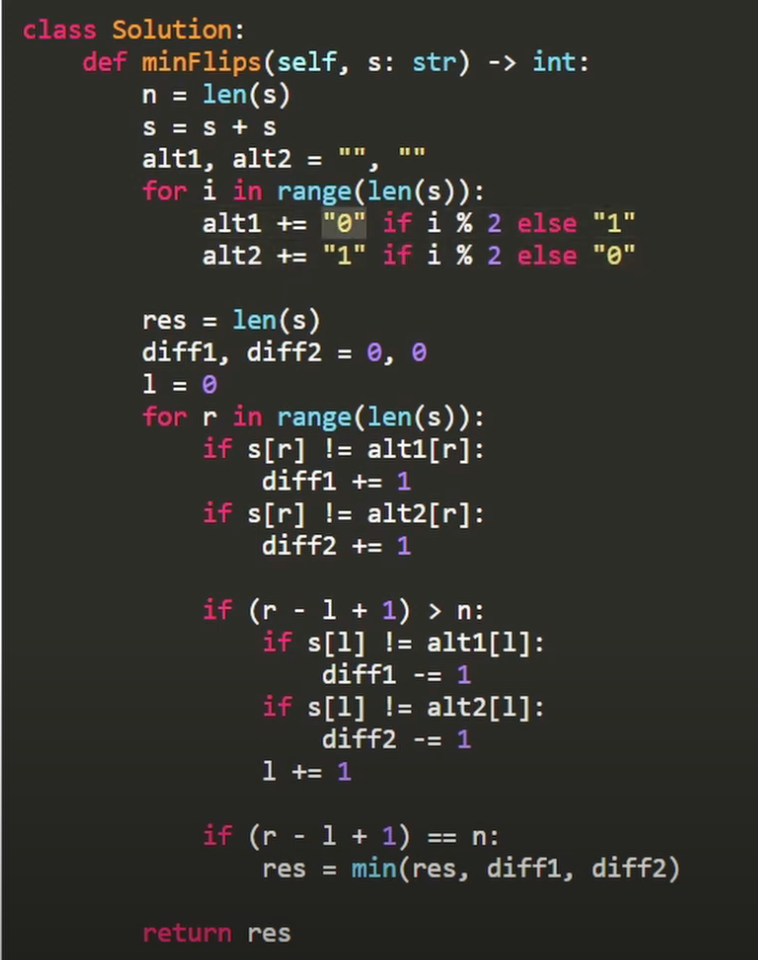 class Solution:
    def minFlips(self, s: str) -> int:
        n = len(s)
        s = s + s
        alt1, alt2 = "", ""
        for i in range(len(s)):
            alt1 += "0" if i % 2 else "1"
            alt2 += "1" if i % 2 else "0"

        res = len(s)
        diff1, diff2 = 0, 0
        l = 0
        for r in range(len(s)):
            if s[r] != alt1[r]:
                diff1 += 1
            if s[r] != alt2[r]:
                diff2 += 1

            if (r - l + 1) > n:
                if s[l] != alt1[l]:
                    diff1 -= 1
                if s[l] != alt2[l]:
                    diff2 -= 1
                l += 1

            if (r - l + 1) == n:
                res = min(res, diff1, diff2)

        return res